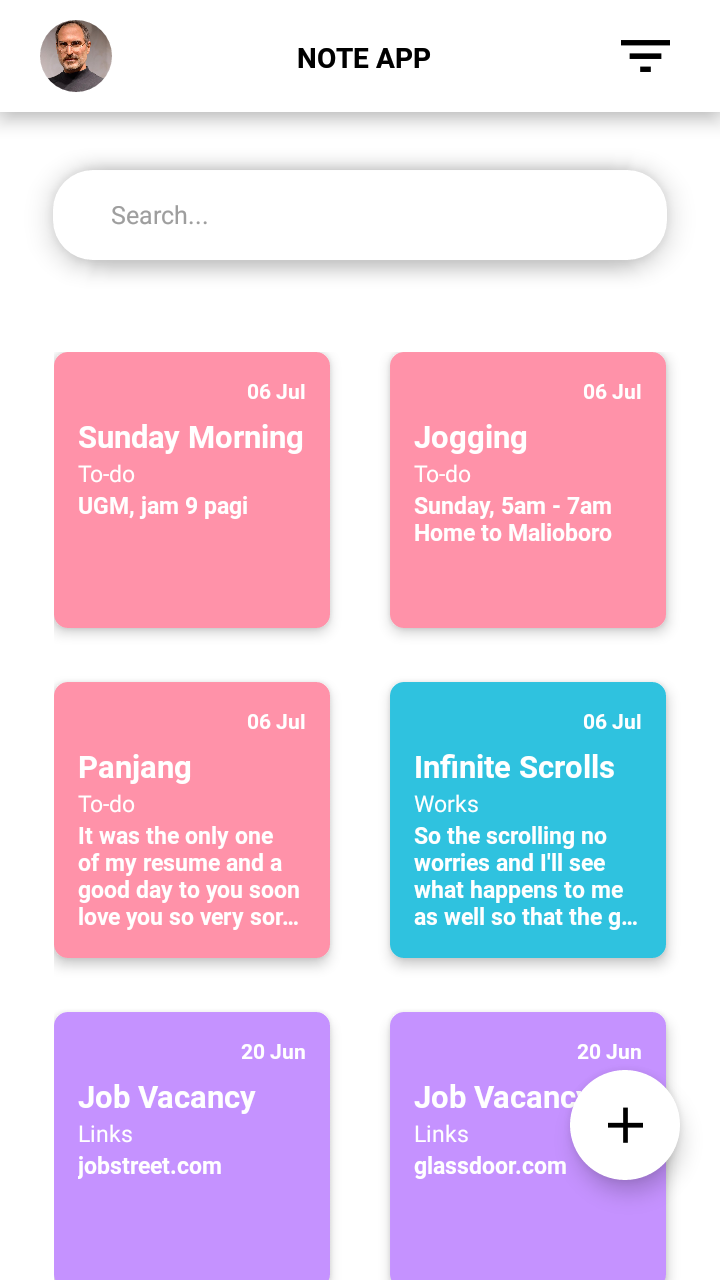 NOTE APP
Search...
06 Jul
Sunday Morning
To-do
UGM, jam 9 pagi
06 Jul
Jogging
To-do
Sunday, 5am - 7am
Home to Malioboro
06 Jul
Panjang
To-do
It was the only one
of my resume and a
good day to you soon
love you so very sor...
06 Jul
Infinite Scrolls
Works
So the scrolling no
worries and I'll see
what happens to me
as well so that the g...
20 Jun
Job Vacancy
Links
jobstreet.com
20 Jun
Job Vacancy
Links
glassdoor.com